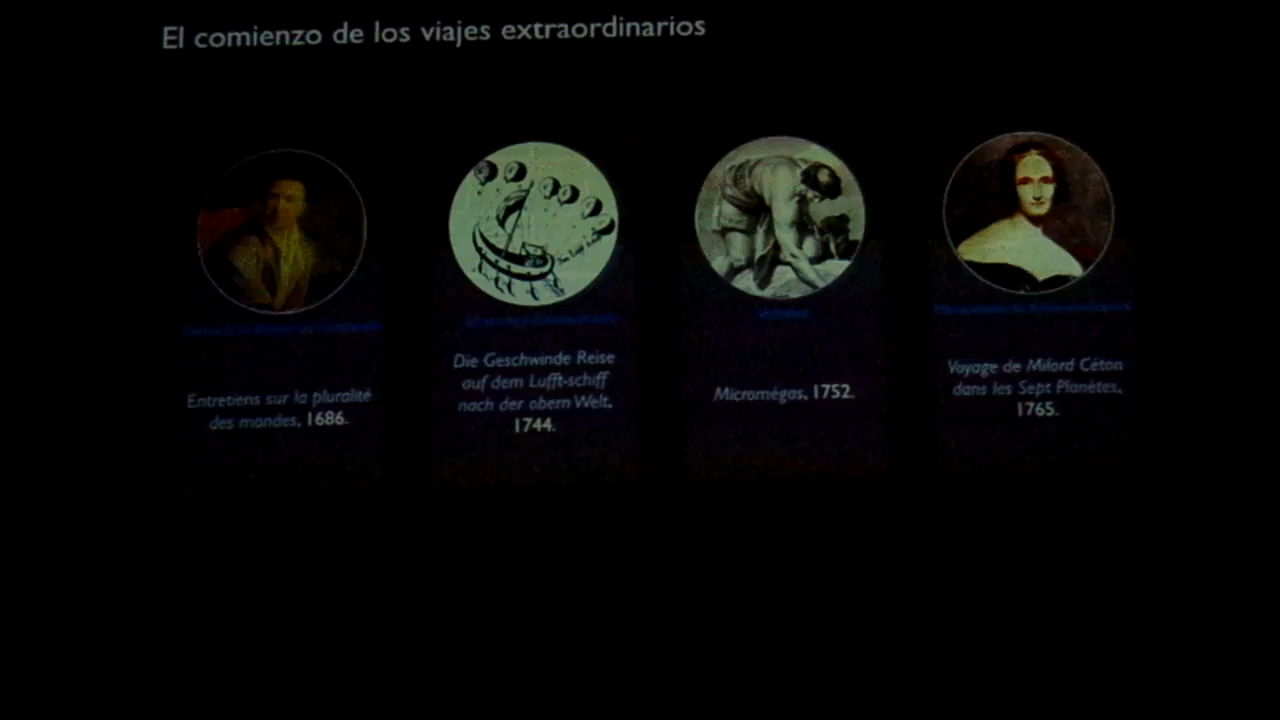 El comienzo de los viajes extraordinarios
Entretiens sur la pluralité
des mondes, 1686.
Die Geschwinde Reise
auf dem Lufft-schiff
nach der obern Welt,
1744.
Micromégas, 1752.
Voyage de Milord Céton
dans les Sept Planètes,
1765.